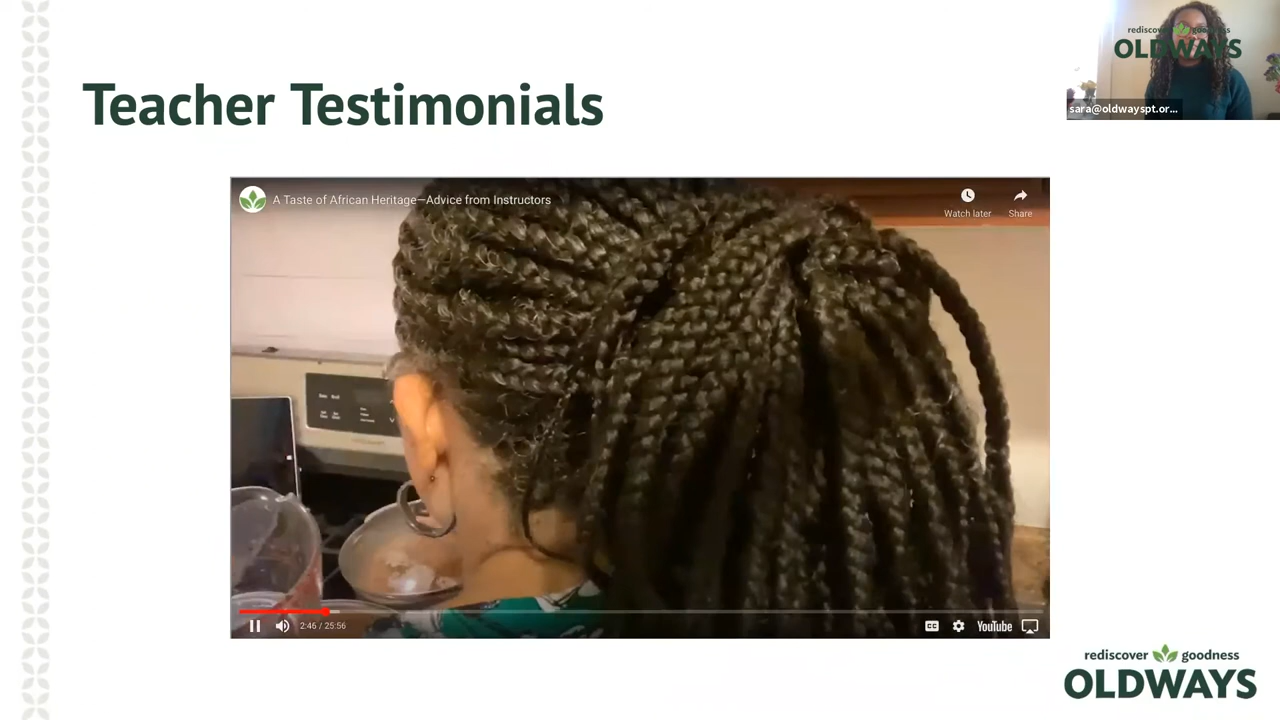 rediscover goodness
OLDWAYS
sara@oldwayspt.or...
Teacher Testimonials
A Taste of African Heritage—Advice from Instructors
Watch later
Share
2:46 / 25:56
CC
YouTube
rediscover goodness
OLDWAYS